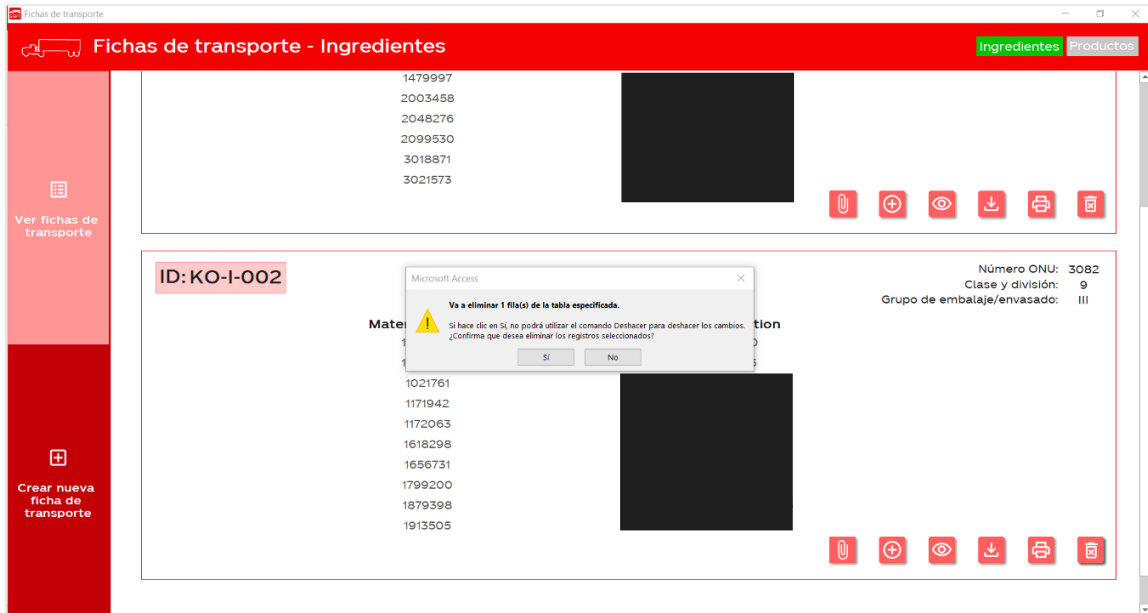 Fichas de transporte
Fichas de transporte - Ingredientes
Ingredientes Productos
Ver fichas de
transporte
Crear nueva
ficha de
transporte
1479997
2003458
2048276
2099530
3018871
3021573
ID: KO-I-002
Número ONU: 3082
Clase y división: 9
Grupo de embalaje/envasado: III
Microsoft Access
Va a eliminar 1 fila(s) de la tabla especificada.
Si hace clic en Sí, no podrá utilizar el comando Deshacer para deshacer los cambios.
¿Confirma que desea eliminar los registros seleccionados?
Sí No
1021761
1171942
1172063
1618298
1656731
1799200
1879398
1913505